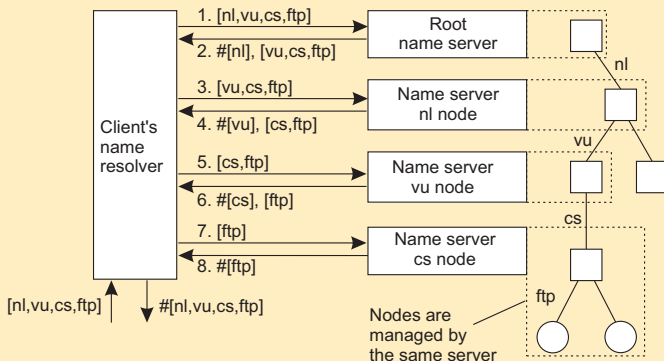 1. [nl,vu,cs,ftp]
2. #[nl], [vu,cs,ftp]
Root
name server
nl
3. [vu,cs,ftp]
4. #[vu], [cs,ftp]
Name server
nl node
vu
Client's
name
resolver
5. [cs,ftp]
6. #[cs], [ftp]
Name server
vu node
cs
7. [ftp]
8. #[ftp]
Name server
cs node
ftp
[nl,vu,cs,ftp]
#[nl,vu,cs,ftp]
Nodes are
managed by
the same server